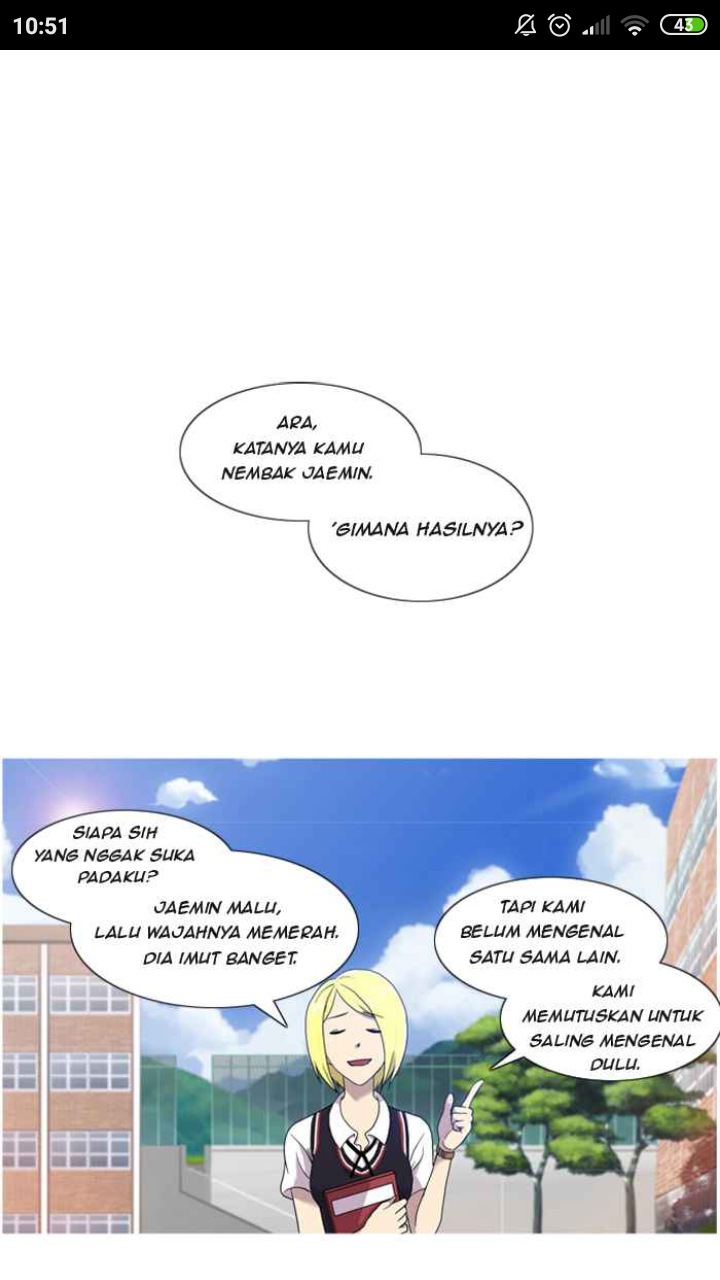 10:51
43
ARA,
KATANYA KAMU
NEMBAK JAEMIN.
'GIMANA HASILNYA?
SIAPA SIH
YANG NGGAK SUKA
PADAKU?
JAEMIN MALU,
LALU WAJAHNYA MEMERAH.
DIA IMUT BANGET.
TAPI KAMI
BELUM MENGENAL
SATU SAMA LAIN.
KAMI
MEMUTUSKAN UNTUK
SALING MENGENAL
DULU.